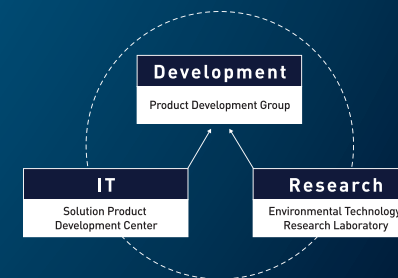 Development
Product Development Group
IT
Solution Product
Development Center
Research
Environmental Technology
Research Laboratory